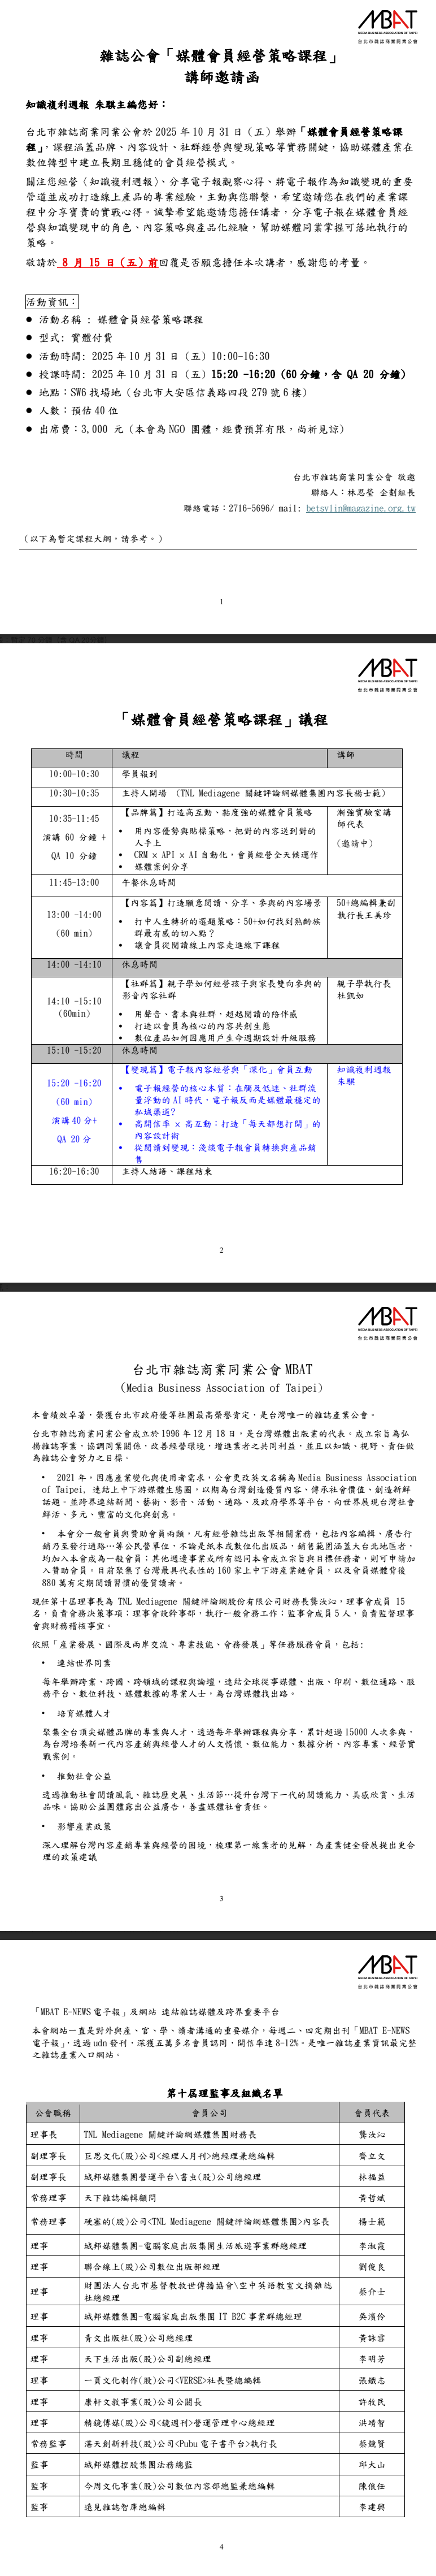 MBAT
MEDIA BUSINESS ASSOCIATION OF TAIPEI
台北市雜誌商業同業公會
雜誌公會「媒體會員經營策略課程」
講師邀請函
知識複利週報 朱騏主編您好：
台北市雜誌商業同業公會於 2025 年 10 月 31 日（五）舉辦「媒體會員經營策略課
程」，課程涵蓋品牌、內容設計、社群經營與變現策略等實務關鍵，協助媒體產業在
數位轉型中建立長期且穩健的會員經營模式。
關注您經營〈知識複利週報〉、分享電子報觀察心得、將電子報作為知識變現的重要
管道並成功打造線上產品的專業經驗，主動與您聯繫，希望邀請您在我們的產業課
程中分享寶貴的實戰心得。誠摯希望能邀請您擔任講者，分享電子報在媒體會員經
營與知識變現中的角色、內容策略與產品化經驗，幫助媒體同業掌握可落地執行的
策略。
敬請於 8 月 15 日（五）前回覆是否願意擔任本次講者，感謝您的考量。
活動資訊：
● 活動名稱 : 媒體會員經營策略課程
● 型式: 實體付費
● 活動時間: 2025 年 10 月 31 日（五）10:00-16:30
● 授課時間: 2025 年 10 月 31 日（五）15:20 -16:20（60 分鐘，含 QA 20 分鐘）
● 地點：SW6 找場地（台北市大安區信義路四段 279 號 6 樓）
● 人數：預估 40 位
● 出席費：3,000 元（本會為 NGO 團體，經費預算有限，尚祈見諒）
台北市雜誌商業同業公會 敬邀
聯絡人：林思瑩 企劃組長
聯絡電話：2716-5696/ mail: betsylin@magazine.org.tw
（以下為暫定課程大綱，請參考。）
1
MBAT
MEDIA BUSINESS ASSOCIATION OF TAIPEI
台北市雜誌商業同業公會
「媒體會員經營策略課程」議程
時間 議程 講師
10:00-10:30 學員報到
10:30-10:35 主持人開場 （TNL Mediagene 關鍵評論網媒體集團內容長楊士範）
10:35-11:45
演講 60 分鐘 +
QA 10 分鐘
【品牌篇】打造高互動、黏度強的媒體會員策略
• 用內容優勢與貼標策略，把對的內容送到對的
人手上
• CRM × API × AI 自動化，會員經營全天候運作
• 媒體案例分享
漸強實驗室講
師代表
(邀請中)
11:45-13:00 午餐休息時間
13:00 -14:00
（60 min）
【內容篇】打造願意閱讀、分享、參與的內容場景
• 打中人生轉折的選題策略：50+如何找到熟齡族
群最有感的切入點？
• 讓會員從閱讀線上內容走進線下課程
50+總編輯兼副
執行長王美珍
14:00 -14:10 休息時間
14:10 -15:10
（60min）
【社群篇】親子學如何經營孩子與家長雙向參與的
影音內容社群
• 用聲音、書本與社群，超越閱讀的陪伴感
• 打造以會員為核心的內容共創生態
• 數位產品如何因應用戶生命週期設計升級服務
親子學執行長
杜凱如
15:10 -15:20 休息時間
15:20 -16:20
（60 min）
演講 40 分+
QA 20 分
【變現篇】電子報內容經營與「深化」會員互動
• 電子報經營的核心本質：在觸及低迷、社群流
量浮動的 AI 時代，電子報反而是媒體最穩定的
私域渠道?
• 高開信率 × 高互動：打造「每天都想打開」的
內容設計術
• 從閱讀到變現：淺談電子報會員轉換與產品銷
售
知識複利週報
朱騏
16:20-16:30 主持人結語、課程結束
2
MBAT
MEDIA BUSINESS ASSOCIATION OF TAIPEI
台北市雜誌商業同業公會
台北市雜誌商業同業公會 MBAT
(Media Business Association of Taipei)
本會績效卓著，榮獲台北市政府優等社團最高榮譽肯定，是台灣唯一的雜誌產業公會。
台北市雜誌商業同業公會成立於 1996 年 12 月 18 日，是台灣媒體出版業的代表。成立宗旨為弘
揚雜誌事業，協調同業關係，改善經營環境，增進業者之共同利益，並且以知識、視野、責任做
為雜誌公會努力之目標。
• 2021 年，因應產業變化與使用者需求，公會更改英文名稱為 Media Business Association
of Taipei, 連結上中下游媒體生態圈，以期為台灣創造優質內容、傳承社會價值、創造新鮮
話題。並跨界連結新聞、藝術、影音、活動、通路、及政府學界等平台，向世界展現台灣社會
鮮活、多元、豐富的文化與創意。
• 本會分一般會員與贊助會員兩類，凡有經營雜誌出版等相關業務，包括內容編輯、廣告行
銷乃至發行通路…等公民營單位，不論是紙本或數位化出版品，銷售範圍涵蓋大台北地區者，
均加入本會成為一般會員；其他週邊事業或所有認同本會成立宗旨與目標任務者，則可申請加
入贊助會員。目前聚集了台灣最具代表性的 160 家上中下游產業鏈會員，以及會員媒體背後
880 萬有定期閱讀習慣的優質讀者。
現任第十屆理事長為 TNL Mediagene 關鍵評論網股份有限公司財務長龔汝沁，理事會成員 15
名，負責會務決策事項；理事會設幹事部，執行一般會務工作；監事會成員 5 人，負責監督理事
會與財務稽核事宜。
依照「產業發展、國際及兩岸交流、專業技能、會務發展」等任務服務會員，包括:
• 連結世界同業
每年舉辦跨業、跨國、跨領域的課程與論壇，連結全球從事媒體、出版、印刷、數位通路、服
務平台、數位科技、媒體數據的專業人士，為台灣媒體找出路。
• 培育媒體人才
聚集全台頂尖媒體品牌的專業與人才，透過每年舉辦課程與分享，累計超過 15000 人次參與，
為台灣培養新一代內容產銷與經營人才的人文情懷、數位能力、數據分析、內容專業、經營實
戰案例。
• 推動社會公益
透過推動社會閱讀風氣、雜誌歷史展、生活節…提升台灣下一代的閱讀能力、美感欣賞、生活
品味。協助公益團體露出公益廣告，善盡媒體社會責任。
• 影響產業政策
深入理解台灣內容產銷專業與經營的困境，梳理第一線業者的見解，為產業健全發展提出更合
理的政策建議
3
MBAT
MEDIA BUSINESS ASSOCIATION OF TAIPEI
台北市雜誌商業同業公會
「MBAT E-NEWS 電子報」及網站 連結雜誌媒體及跨界重要平台
本會網站一直是對外與產、官、學、讀者溝通的重要媒介，每週二、四定期出刊「MBAT E-NEWS
電子報」，透過 udn 發刊，深獲五萬多名會員認同，開信率達 8-12%。是唯一雜誌產業資訊最完整
之雜誌產業入口網站。
第十屆理監事及組織名單
公會職稱 會員公司 會員代表
理事長 TNL Mediagene 關鍵評論網媒體集團財務長 龔汝沁
副理事長 巨思文化(股)公司<經理人月刊>總經理兼總編輯 齊立文
副理事長 城邦媒體集團營運平台\書虫(股)公司總經理 林福益
常務理事 天下雜誌編輯顧問 黃哲斌
常務理事 硬塞的(股)公司<TNL Mediagene 關鍵評論網媒體集團>內容長 楊士範
理事 城邦媒體集團-電腦家庭出版集團生活旅遊事業群總經理 李淑霞
理事 聯合線上(股)公司數位出版部經理 劉俊良
理事 財團法人台北市基督教救世傳播協會\空中英語教室文摘雜誌
社總經理 蔡介士
理事 城邦媒體集團-電腦家庭出版集團 IT B2C 事業群總經理 吳濱伶
理事 青文出版社(股)公司總經理 黃詠雪
理事 天下生活出版(股)公司副總經理 李明芳
理事 一頁文化制作(股)公司<VERSE>社長暨總編輯 張鐵志
理事 康軒文教事業(股)公司公關長 許牧民
理事 精鏡傳媒(股)公司<鏡週刊>營運管理中心總經理 洪靖智
常務監事 湛天創新科技(股)公司<Pubu 電子書平台>執行長 蔡競賢
監事 城邦媒體控股集團法務總監 邱大山
監事 今周文化事業(股)公司數位內容部總監兼總編輯 陳俍任
監事 遠見雜誌智庫總編輯 李建興
4